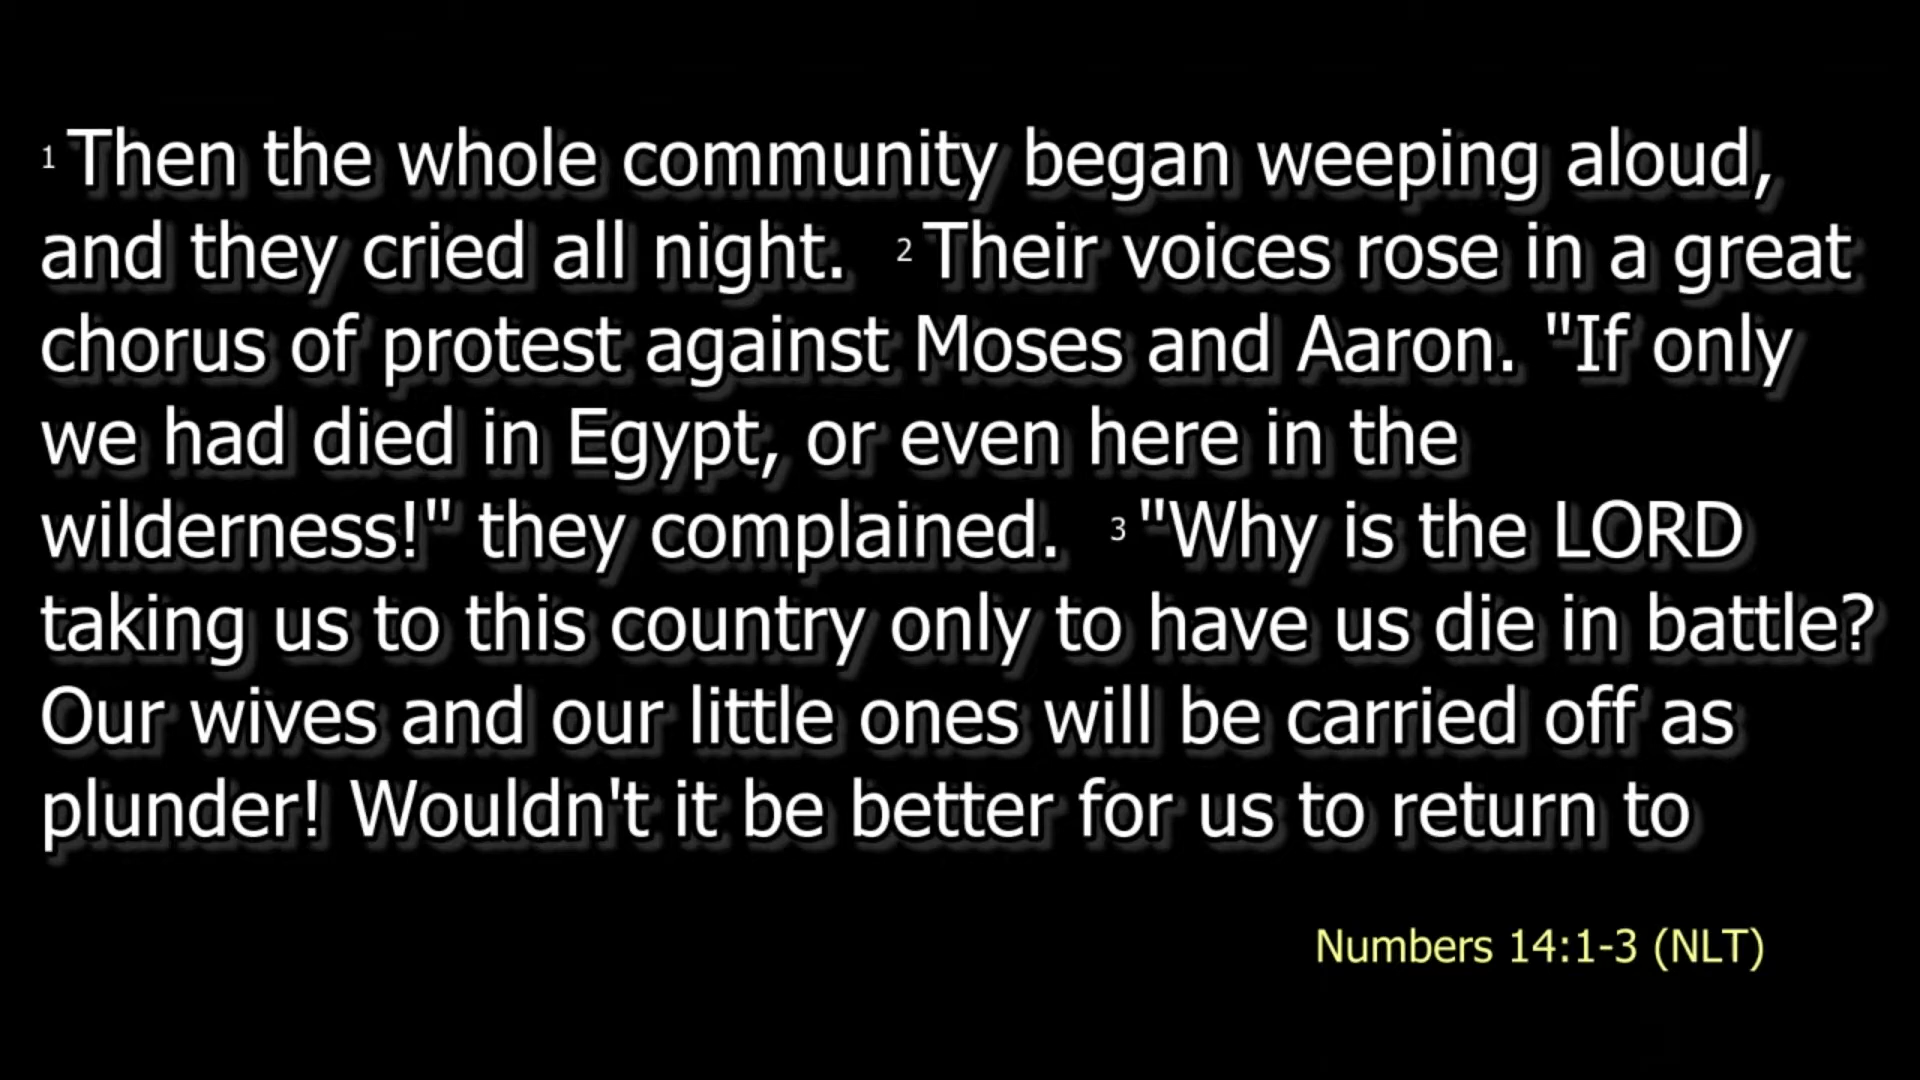 1 Then the whole community began weeping aloud,
and they cried all night. 2 Their voices rose in a great
chorus of protest against Moses and Aaron. "If only
we had died in Egypt, or even here in the
wilderness!" they complained. 3 "Why is the LORD
taking us to this country only to have us die in battle?
Our wives and our little ones will be carried off as
plunder! Wouldn't it be better for us to return to
Numbers 14:1-3 (NLT)